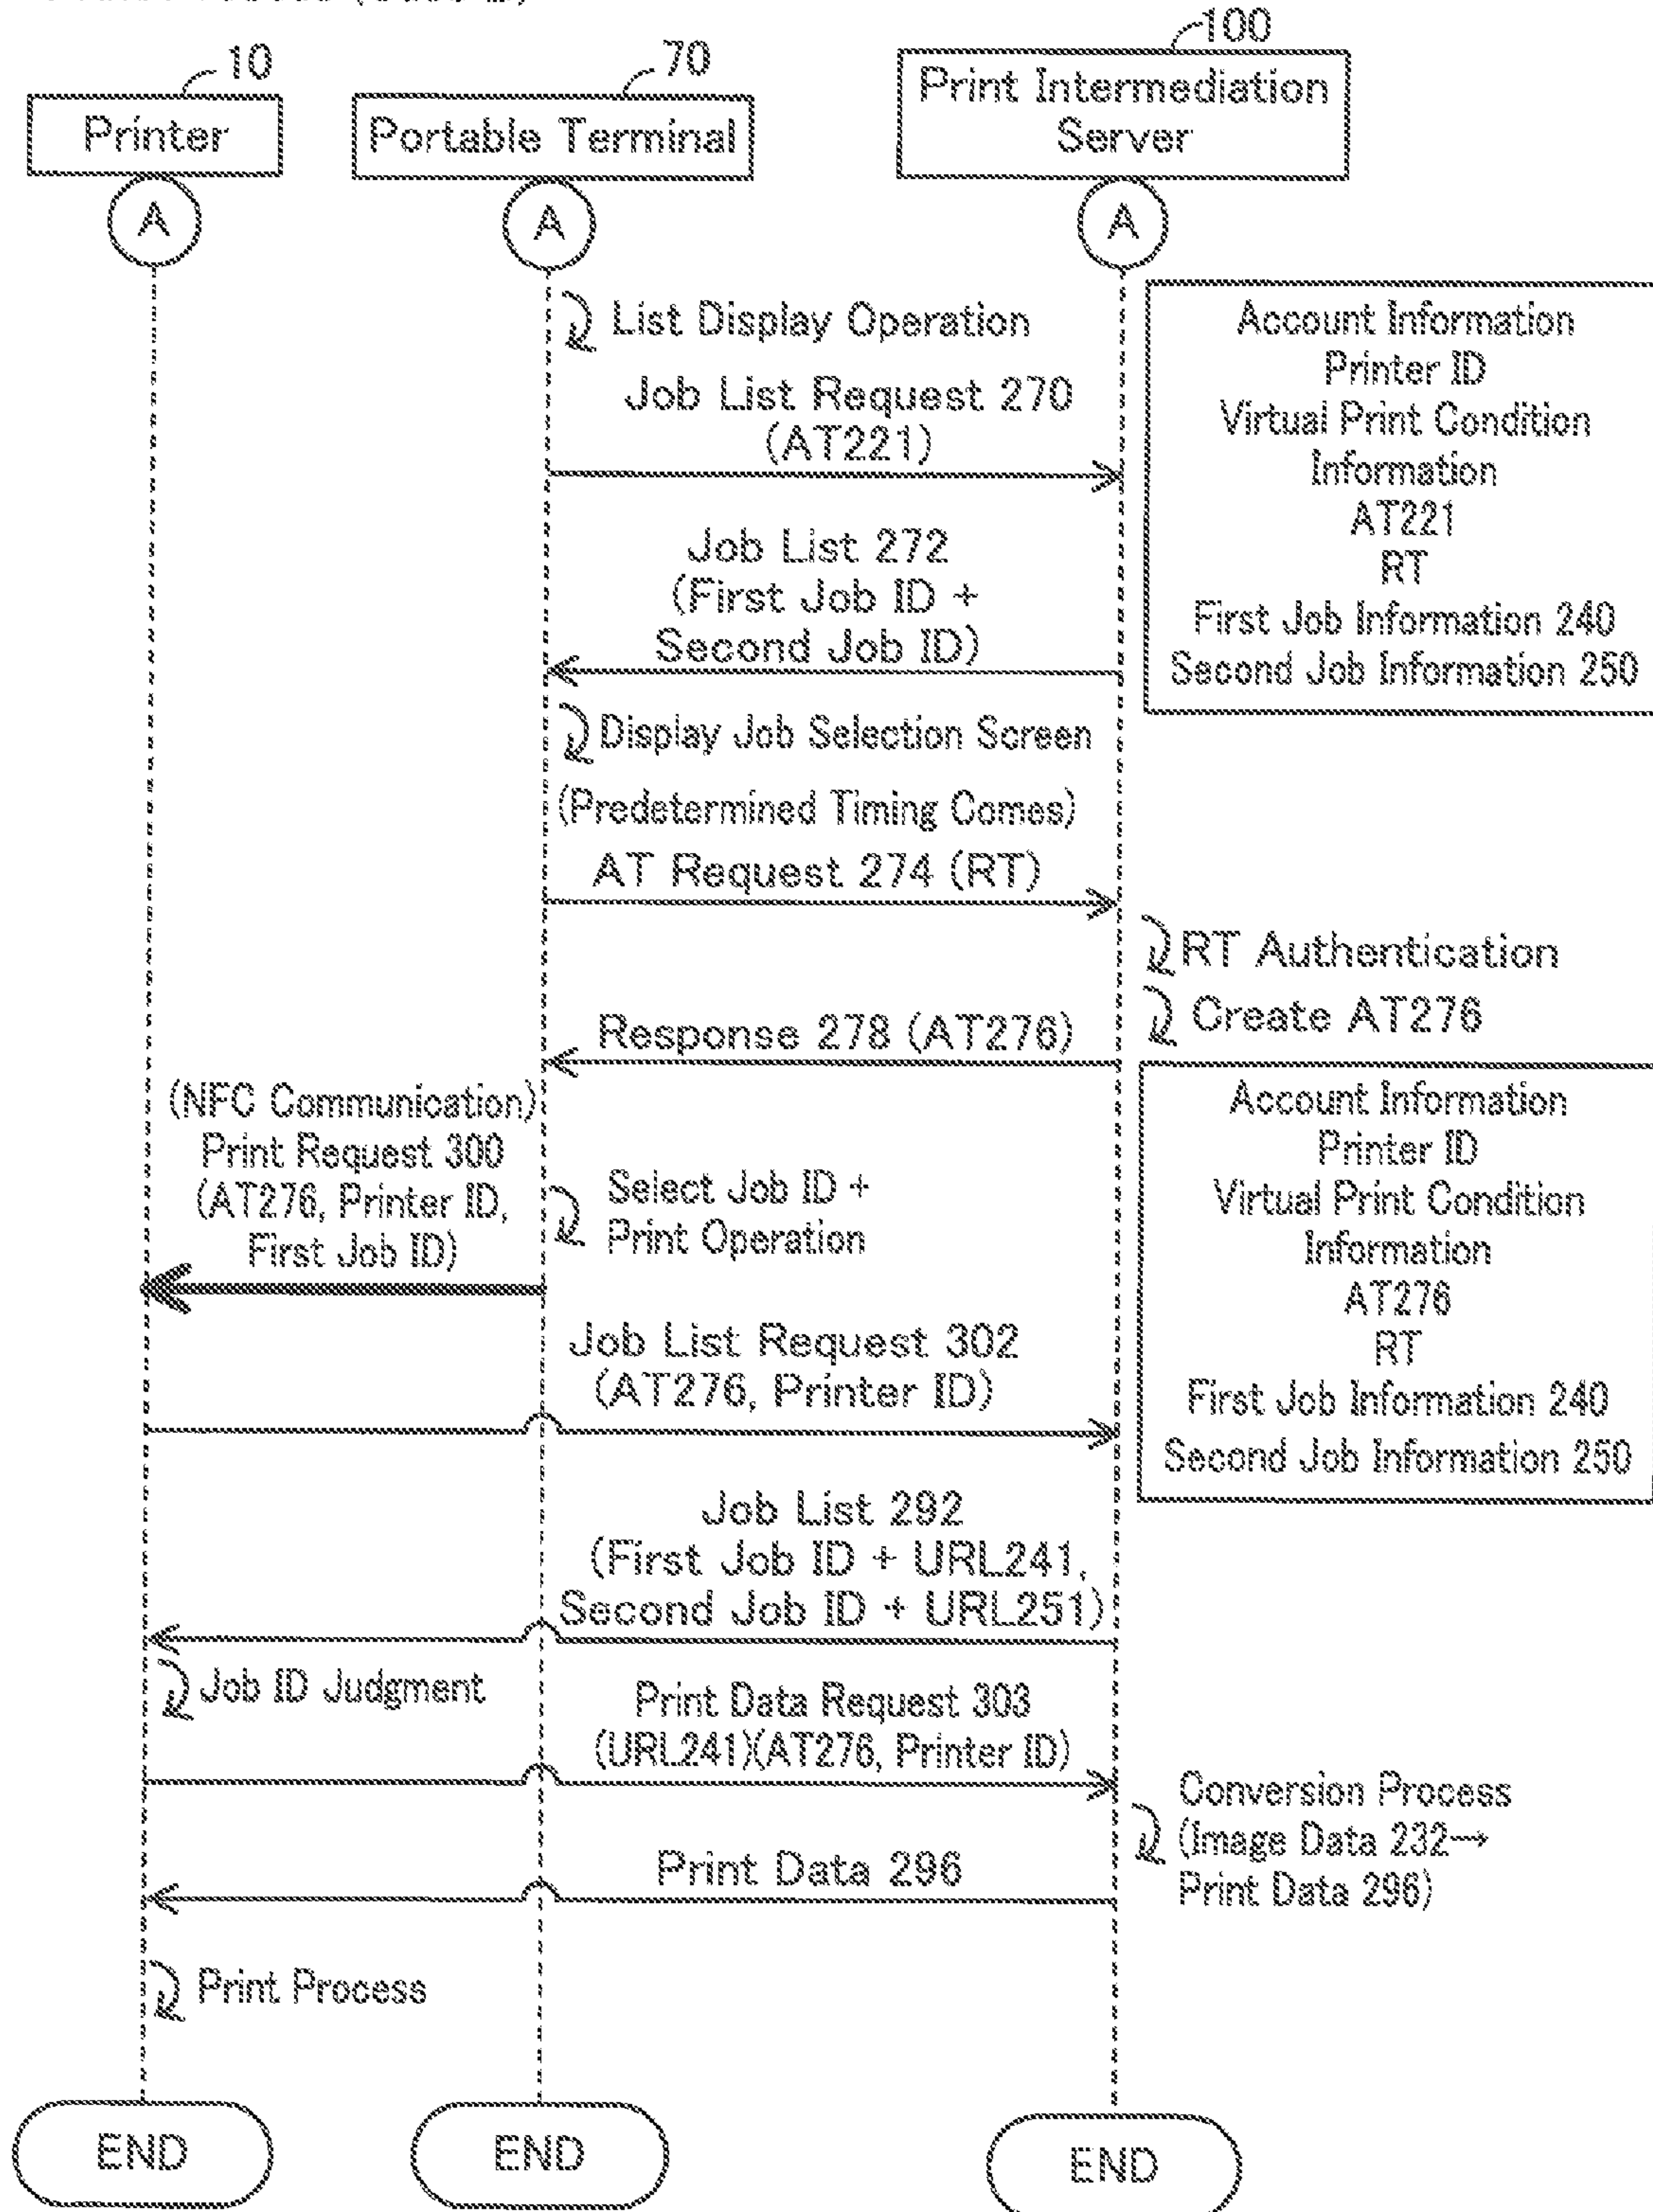 10
70
100
Printer
Portable Terminal
Print Intermediation
Server
A
A
A
List Display Operation
Job List Request 270
(AT221)
Account Information
Printer ID
Virtual Print Condition
Information
AT221
RT
First Job Information 240
Second Job Information 250
Job List 272
(First Job ID +
Second Job ID)
Display Job Selection Screen
(Predetermined Timing Comes)
AT Request 274 (RT)
RT Authentication
Create AT276
Response 278 (AT276)
Account Information
Printer ID
Virtual Print Condition
Information
AT276
RT
First Job Information 240
Second Job Information 250
(NFC Communication)
Print Request 300
(AT276, Printer ID,
First Job ID)
Select Job ID +
Print Operation
Job List Request 302
(AT276, Printer ID)
Job List 292
(First Job ID + URL241,
Second Job ID + URL251)
Job ID Judgment
Print Data Request 303
(URL241)(AT276, Printer ID)
Conversion Process
(Image Data 232→
Print Data 296)
Print Data 296
Print Process
END
END
END